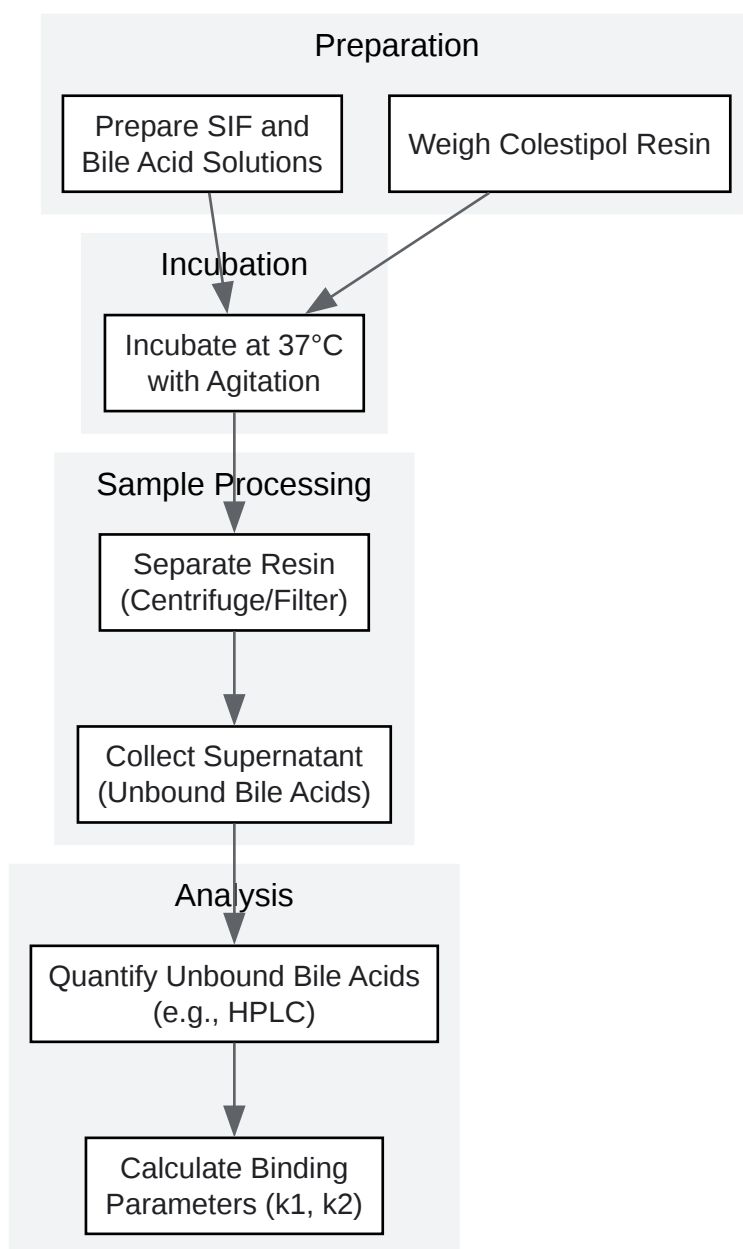 Preparation
Prepare SIF and
Bile Acid Solutions
Weigh Colestipol Resin
Incubation
Incubate at 37°C
with Agitation
Sample Processing
Separate Resin
(Centrifuge/Filter)
Collect Supernatant
(Unbound Bile Acids)
Analysis
Quantify Unbound Bile Acids
(e.g., HPLC)
Calculate Binding
Parameters (k1, k2)